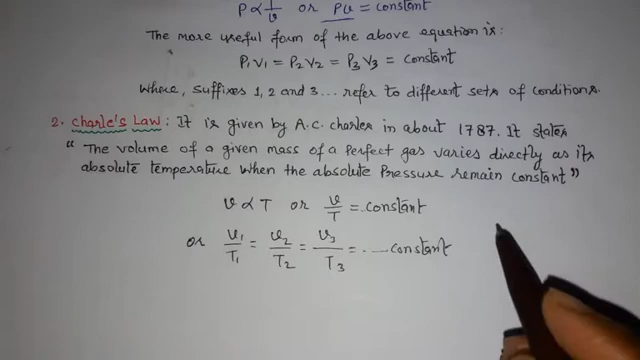 P ∝ 1/v or Pv = constant
The more useful form of the above equation is:
P₁V₁ = P₂V₂ = P₃V₃ = constant
Where, suffixes 1, 2 and 3 ... refer to different sets of conditions.
2. Charle's Law: It is given by A.C. Charles in about 1787. It states
“ The volume of a given mass of a Perfect gas varies directly as its
absolute temperature when the absolute Pressure remain constant ”
v ∝ T or v/T = constant
or v₁/T₁ = v₂/T₂ = v₃/T₃ = ... constant